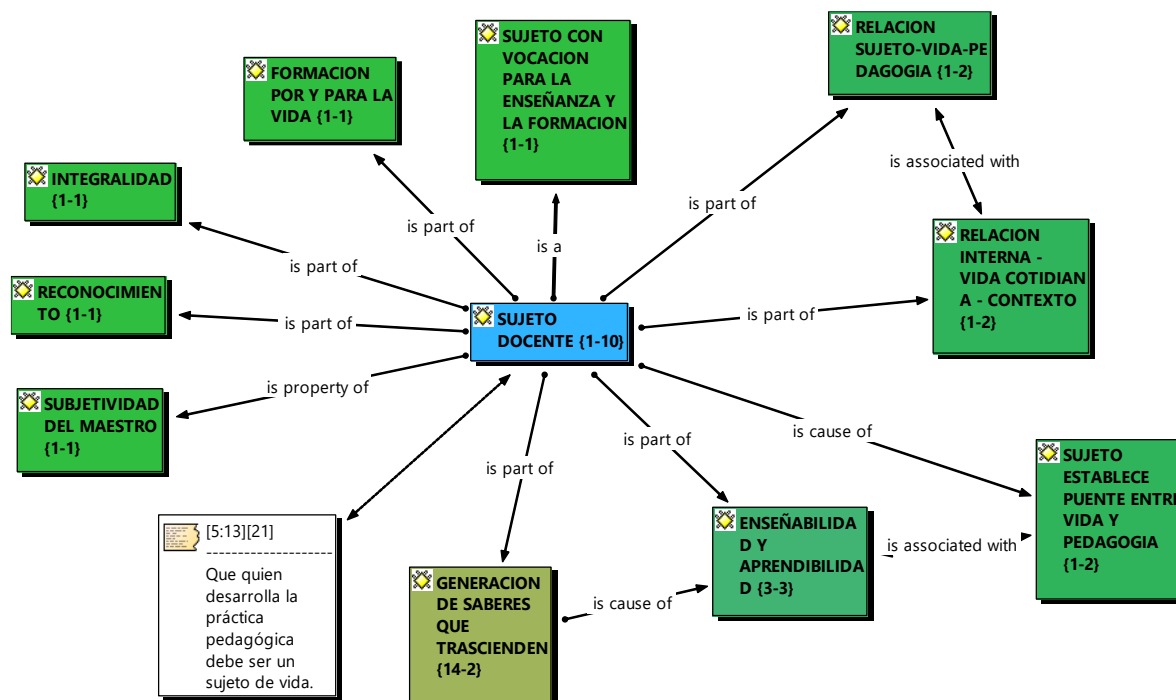 SUJETO CON
VOCACION
PARA LA
ENSEÑANZA Y
LA FORMACION
{1-1}
RELACION
SUJETO-VIDA-PE
DAGOGIA {1-2}
FORMACION
POR Y PARA LA
VIDA {1-1}
is associated with
INTEGRALIDAD
{1-1}
is part of
is part of
is a
RELACION
INTERNA -
VIDA COTIDIAN
A - CONTEXTO
{1-2}
is part of
RECONOCIMIEN
TO {1-1}
is part of
SUJETO
DOCENTE {1-10}
is part of
is property of
SUBJETIVIDAD
DEL MAESTRO
{1-1}
is part of
is cause of
is part of
SUJETO
ESTABLECE
PUENTE ENTRE
VIDA Y
PEDAGOGIA
{1-2}
[5:13][21]
--------------------
Que quien
desarrolla la
práctica
pedagógica
debe ser un
sujeto de vida.
ENSEÑABILIDA
D Y
APRENDIBILIDA
D {3-3}
is associated with
GENERACION
DE SABERES
QUE
TRASCIENDEN
{14-2}
is cause of